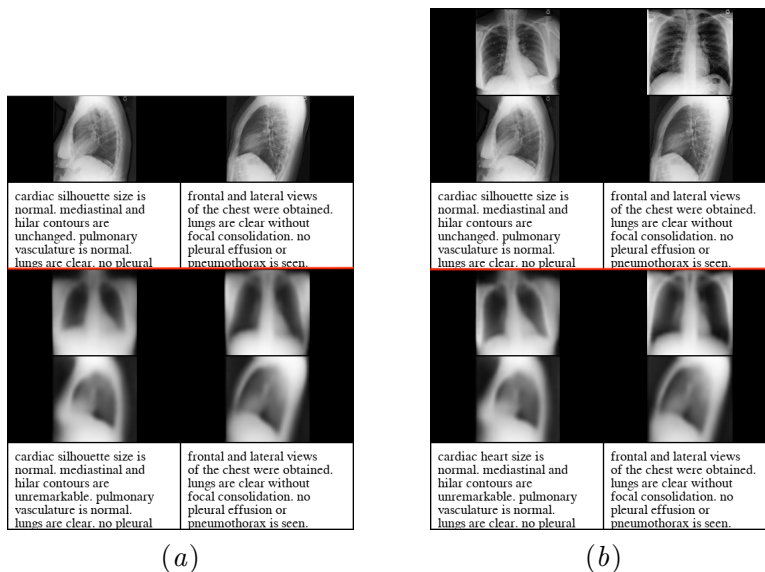 cardiac silhouette size is
normal. mediastinal and
hilar contours are
unchanged. pulmonary
vasculature is normal.
lungs are clear. no pleural
frontal and lateral views
of the chest were obtained.
lungs are clear without
focal consolidation. no
pleural effusion or
pneumothorax is seen.
cardiac silhouette size is
normal. mediastinal and
hilar contours are
unremarkable. pulmonary
vasculature is normal.
lungs are clear. no pleural
frontal and lateral views
of the chest were obtained.
lungs are clear without
focal consolidation. no
pleural effusion or
pneumothorax is seen.
(a)
cardiac silhouette size is
normal. mediastinal and
hilar contours are
unchanged. pulmonary
vasculature is normal.
lungs are clear. no pleural
frontal and lateral views
of the chest were obtained.
lungs are clear without
focal consolidation. no
pleural effusion or
pneumothorax is seen.
cardiac heart size is
normal. mediastinal and
hilar contours are
unremarkable. pulmonary
vasculature is normal.
lungs are clear. no pleural
frontal and lateral views
of the chest were obtained.
lungs are clear without
focal consolidation. no
pleural effusion or
pneumothorax is seen.
(b)